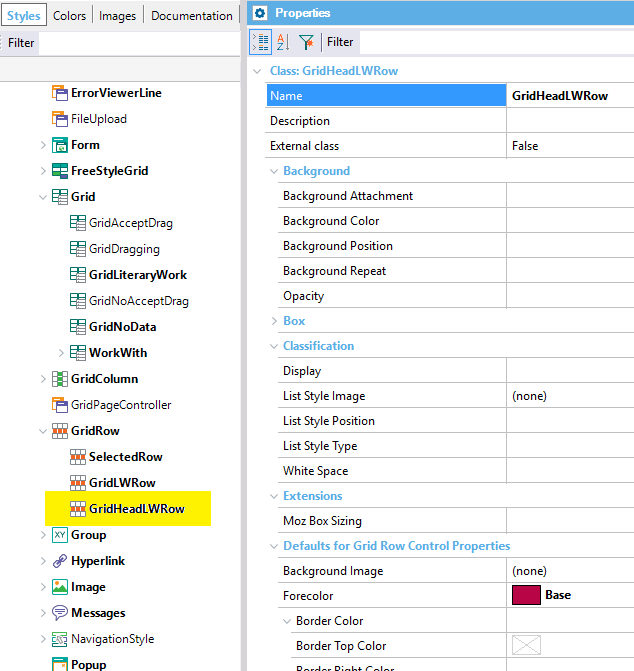 Styles Colors Images Documentation
Filter
ErrorViewerLine
FileUpload
Form
FreeStyleGrid
Grid
GridAcceptDrag
GridDragging
GridLiteraryWork
GridNoAcceptDrag
GridNoData
WorkWith
GridColumn
GridPageController
GridRow
SelectedRow
GridLWRow
GridHeadLWRow
XY Group
Hyperlink
Image
Messages
NavigationStyle
Popup
Properties
A Z Filter
Class: GridHeadLWRow
Name GridHeadLWRow
Description
External class False
Background
Background Attachment
Background Color
Background Position
Background Repeat
Opacity
Box
Classification
Display
List Style Image (none)
List Style Position
List Style Type
White Space
Extensions
Moz Box Sizing
Defaults for Grid Row Control Properties
Background Image (none)
Forecolor Base
Border Color
Border Top Color
Border Right Color